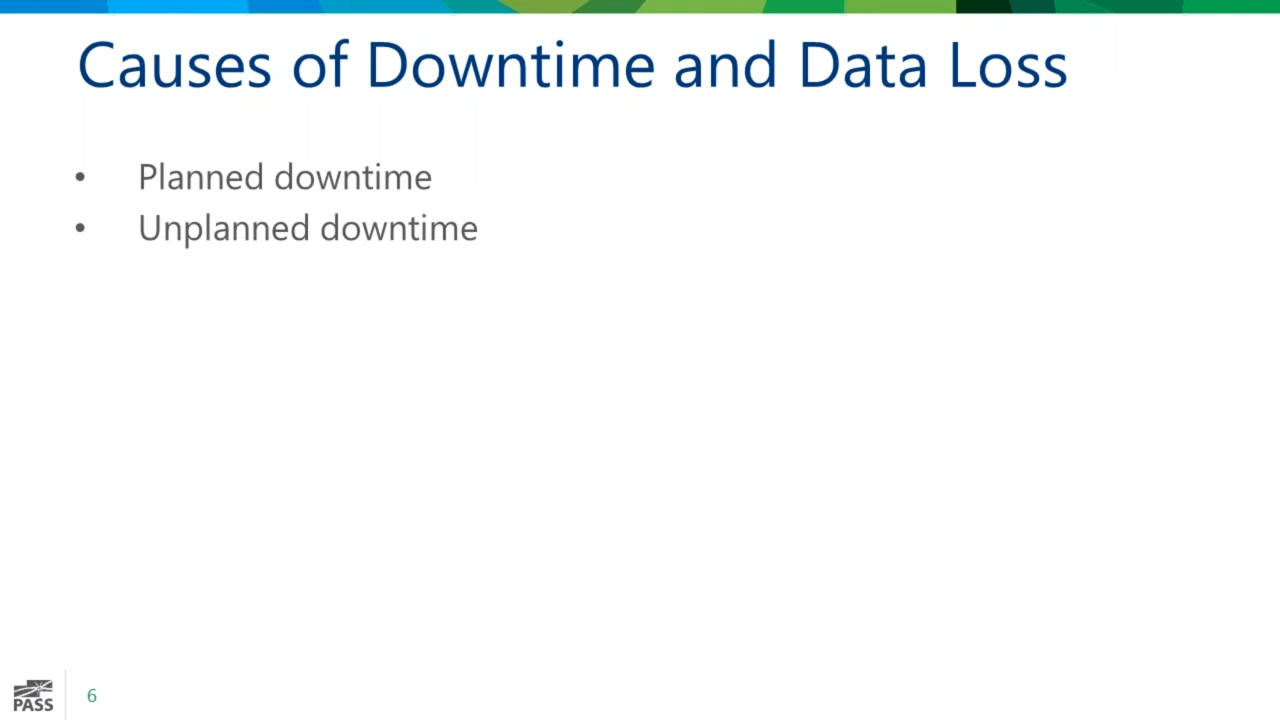 Causes of Downtime and Data Loss
• Planned downtime
• Unplanned downtime
PASS
6